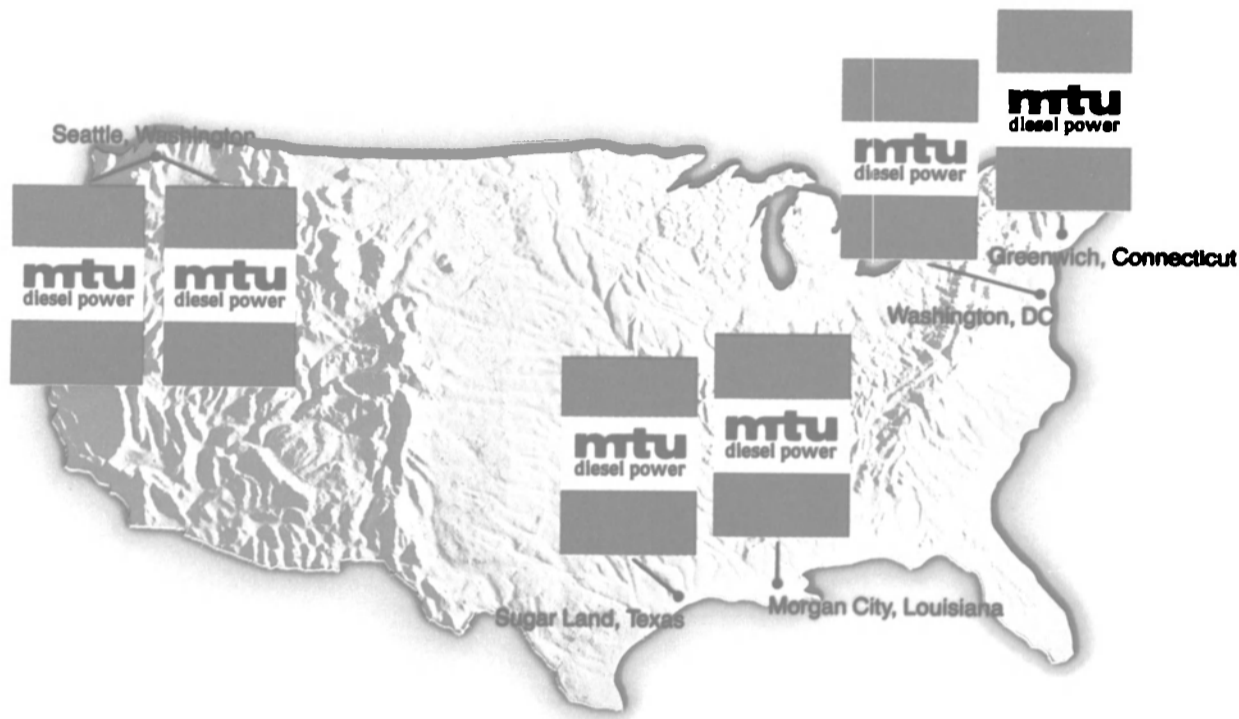 mtu
diesel power
mtu
diesel power
Seattle, Washington
mtu
diesel power
mtu
diesel power
Greenwich, Connecticut
Washington, DC
mtu
diesel power
mtu
diesel power
Sugar Land, Texas
Morgan City, Louisiana